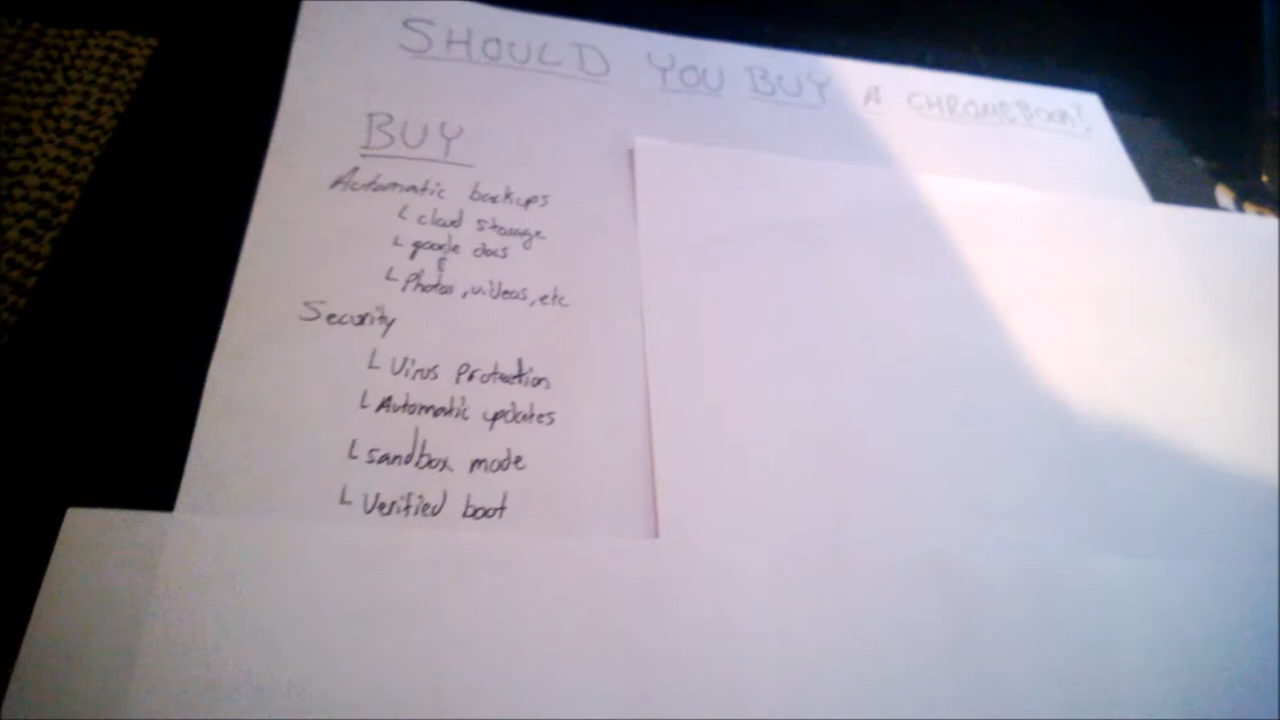 SHOULD YOU BUY A CHROMEBOOK?
BUY
Automatic backups
L cloud storage
L google docs
L Photos, videos, etc
Security
L Virus Protection
L Automatic updates
L sandbox mode
L Verified boot